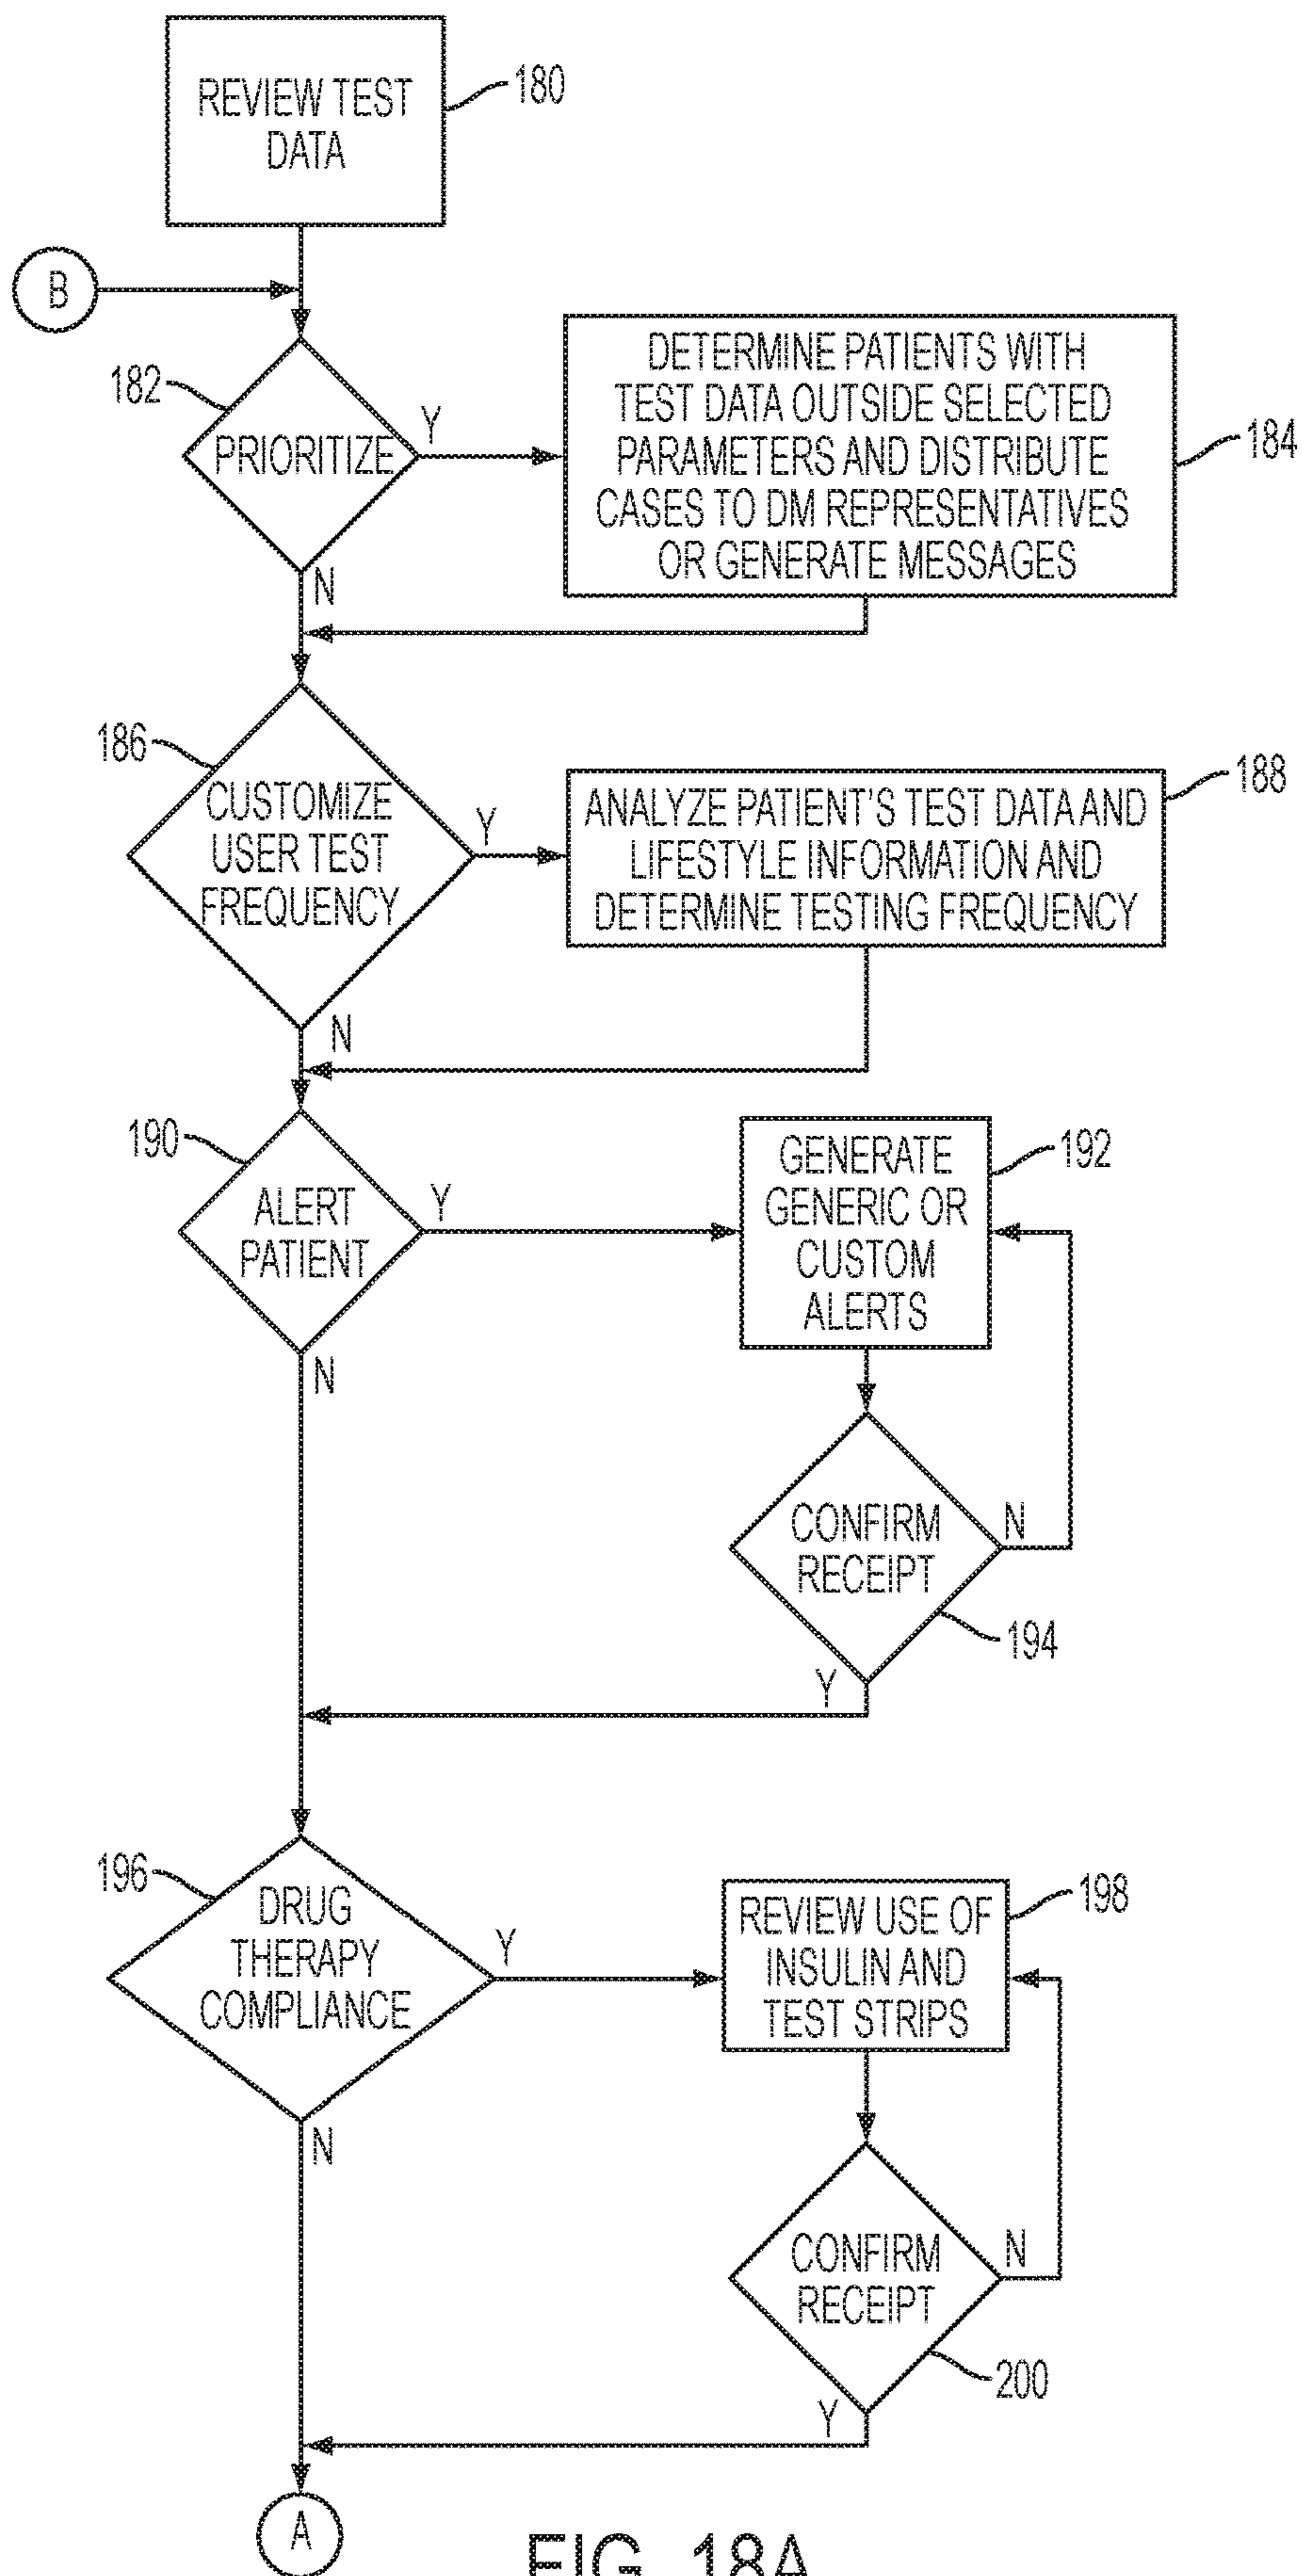 REVIEW TEST
DATA
180
B
182
PRIORITIZE
Y
N
DETERMINE PATIENTS WITH
TEST DATA OUTSIDE SELECTED
PARAMETERS AND DISTRIBUTE
CASES TO DM REPRESENTATIVES
OR GENERATE MESSAGES
184
186
CUSTOMIZE
USER TEST
FREQUENCY
Y
N
ANALYZE PATIENT'S TEST DATA AND
LIFESTYLE INFORMATION AND
DETERMINE TESTING FREQUENCY
188
190
ALERT
PATIENT
Y
N
GENERATE
GENERIC OR
CUSTOM
ALERTS
192
CONFIRM
RECEIPT
N
194
Y
196
DRUG
THERAPY
COMPLIANCE
Y
N
REVIEW USE OF
INSULIN AND
TEST STRIPS
198
CONFIRM
RECEIPT
N
200
Y
A
FIG. 18A